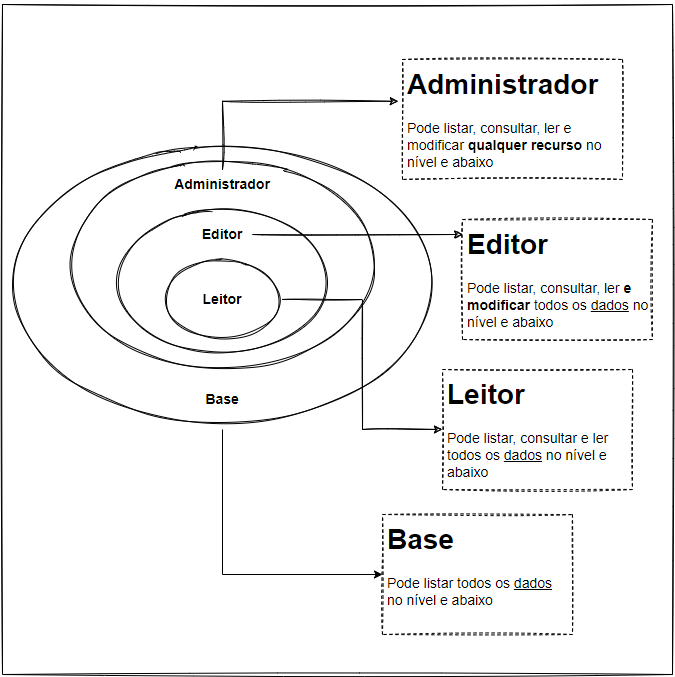 Administrador
Pode listar, consultar, ler e
modificar qualquer recurso no
nível e abaixo
Administrador
Editor
Editor
Pode listar, consultar, ler e
modificar todos os dados no
nível e abaixo
Leitor
Leitor
Pode listar, consultar e ler
todos os dados no nível e
abaixo
Base
Base
Pode listar todos os dados
no nível e abaixo